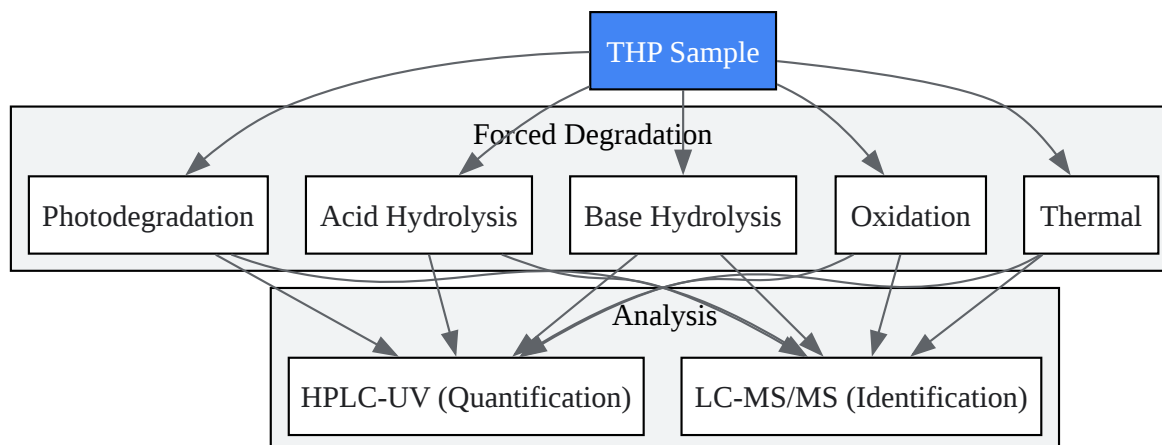 THP Sample
Forced Degradation
Photodegradation
Acid Hydrolysis
Base Hydrolysis
Oxidation
Thermal
Analysis
HPLC-UV (Quantification)
LC-MS/MS (Identification)